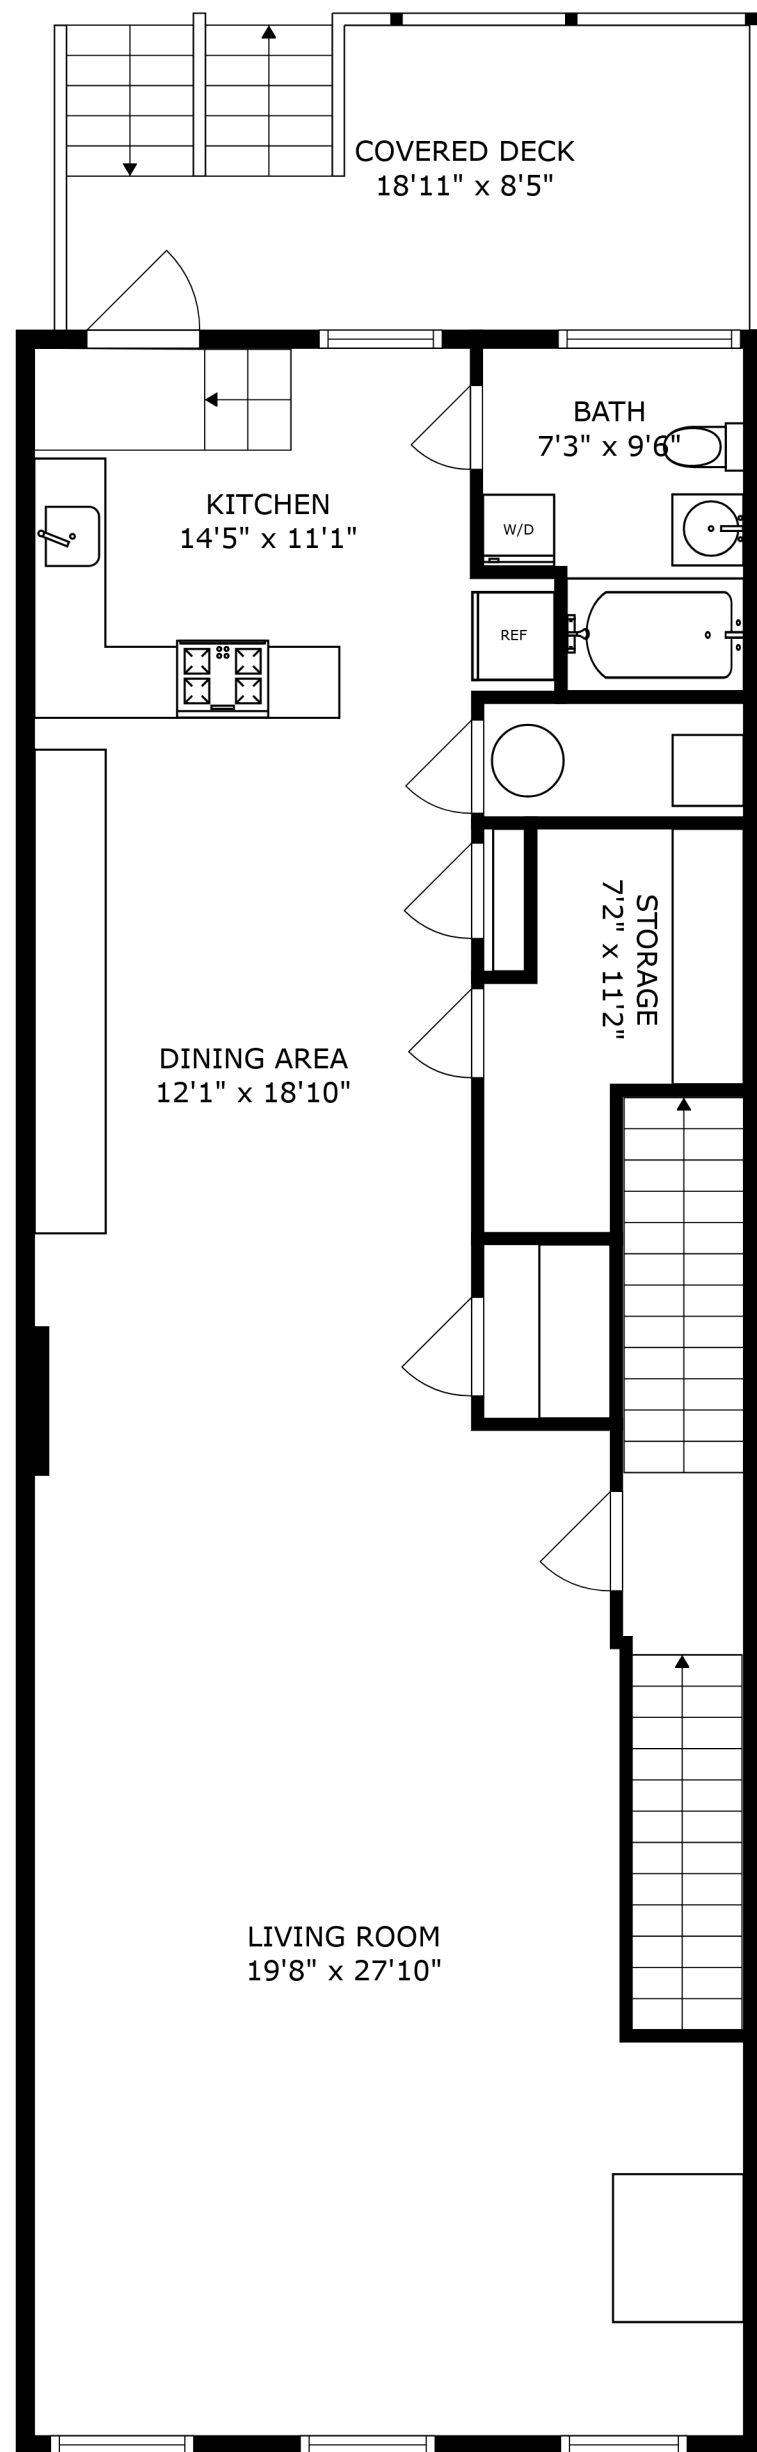 COVERED DECK
18'11" x 8'5"
BATH
7'3" x 9'6"
KITCHEN
14'5" x 11'1"
W/D
REF
STORAGE
7'2" x 11'2"
DINING AREA
12'1" x 18'10"
LIVING ROOM
19'8" x 27'10"